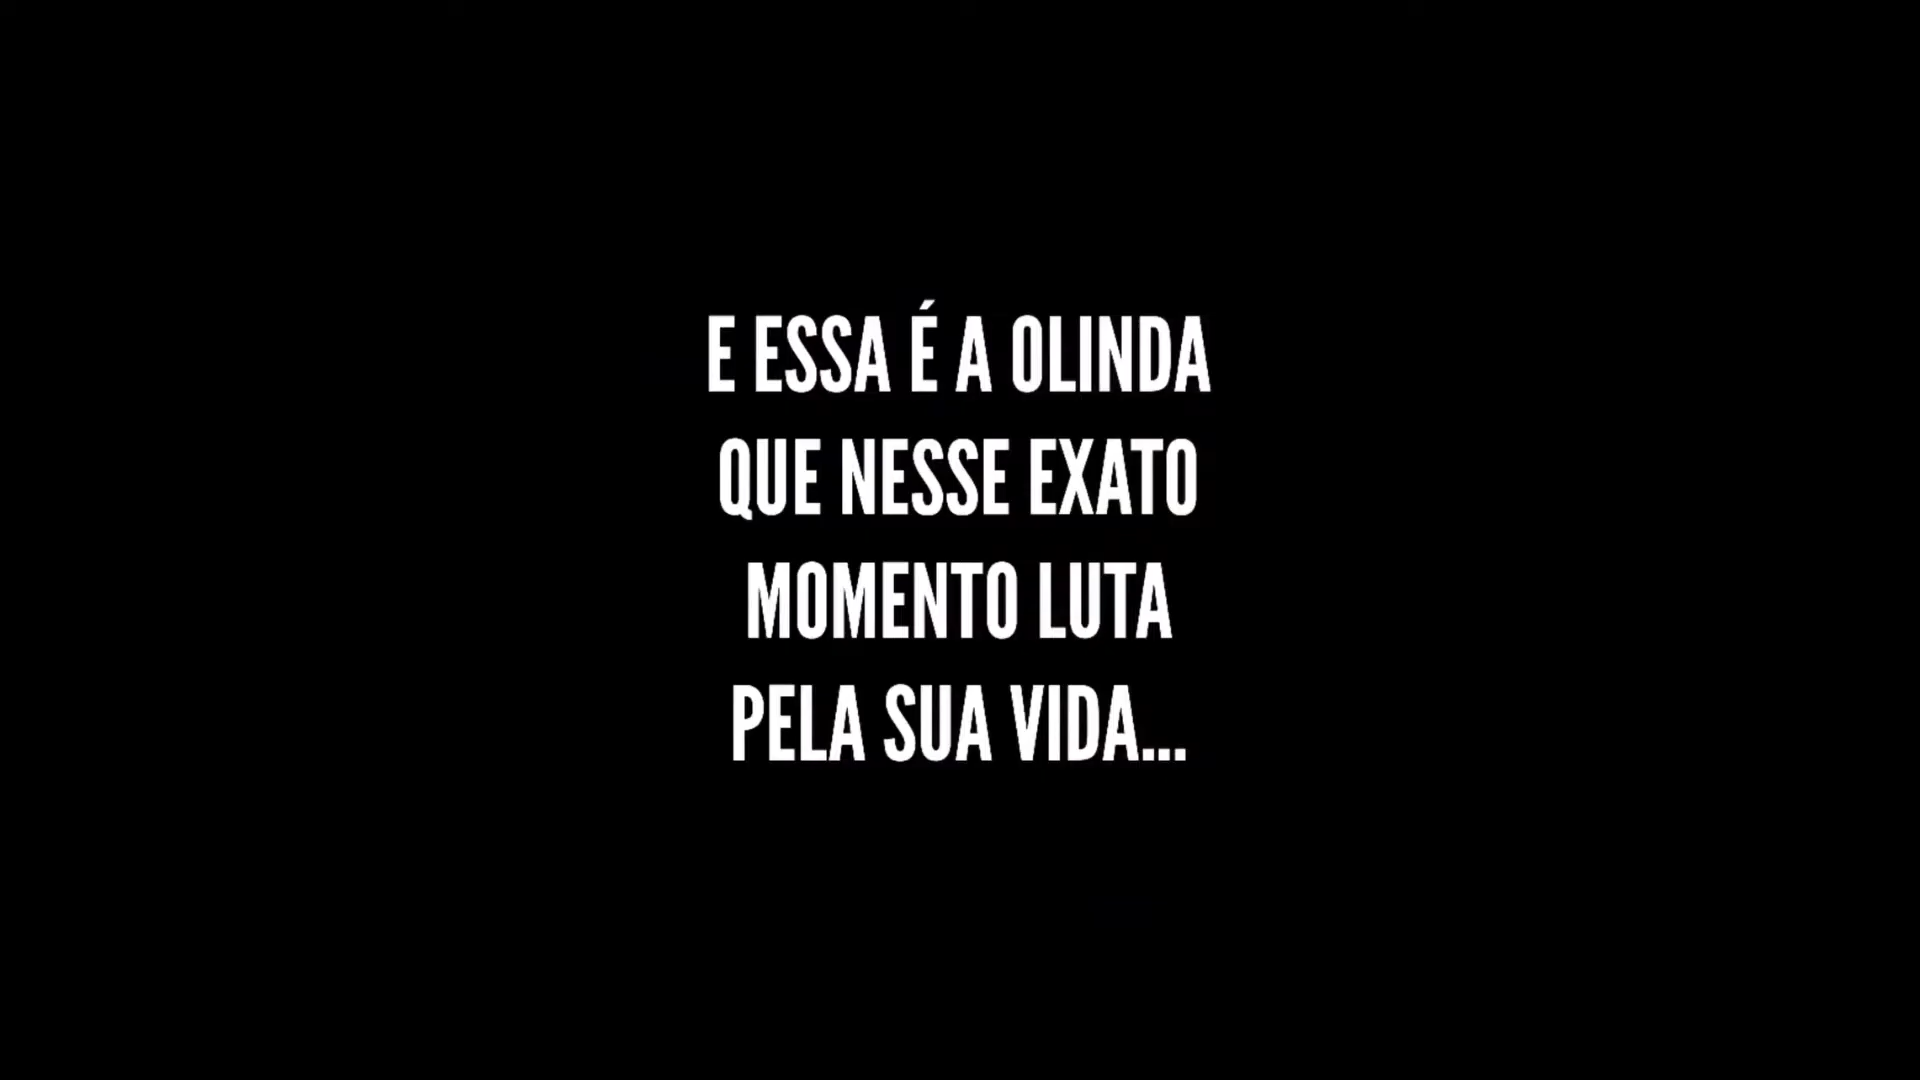 E ESSA É A OLINDA
QUE NESSE EXATO
MOMENTO LUTA
PELA SUA VIDA...